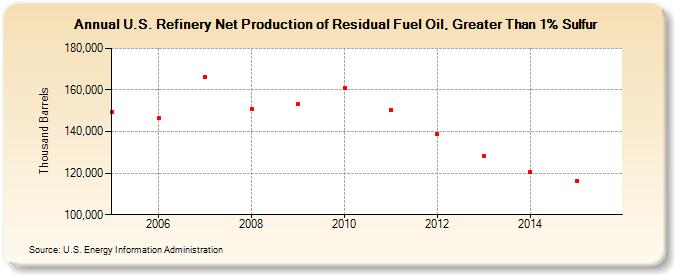 Annual U.S. Refinery Net Production of Residual Fuel Oil, Greater Than 1% Sulfur
Thousand Barrels
180,000
160,000
140,000
120,000
100,000
2006 2008 2010 2012 2014
Source: U.S. Energy Information Administration